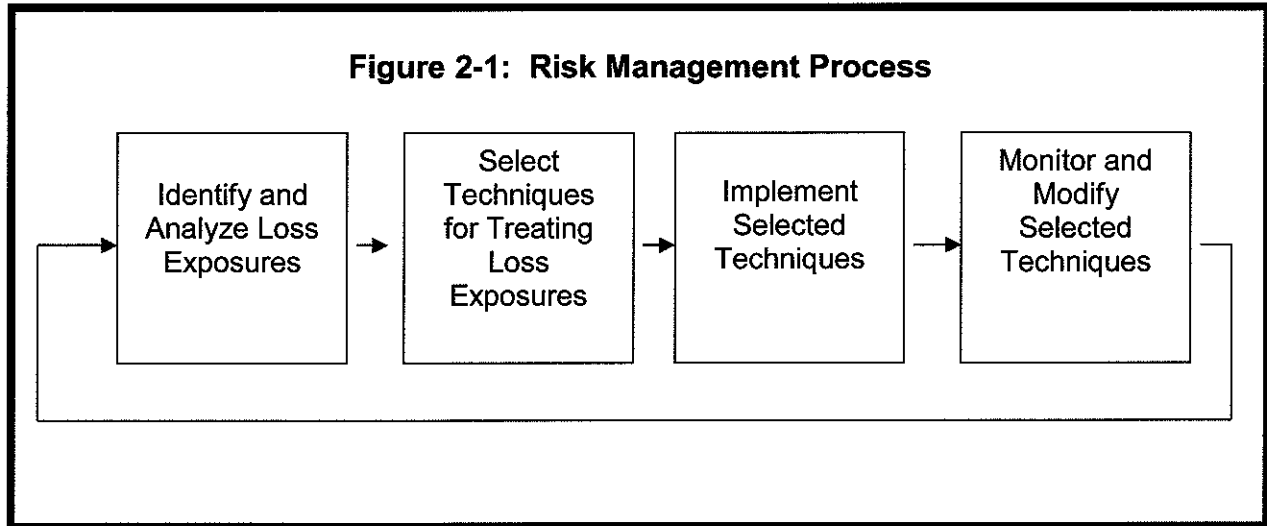 Figure 2-1: Risk Management Process
Identify and
Analyze Loss
Exposures
Select
Techniques
for Treating
Loss
Exposures
Implement
Selected
Techniques
Monitor and
Modify
Selected
Techniques